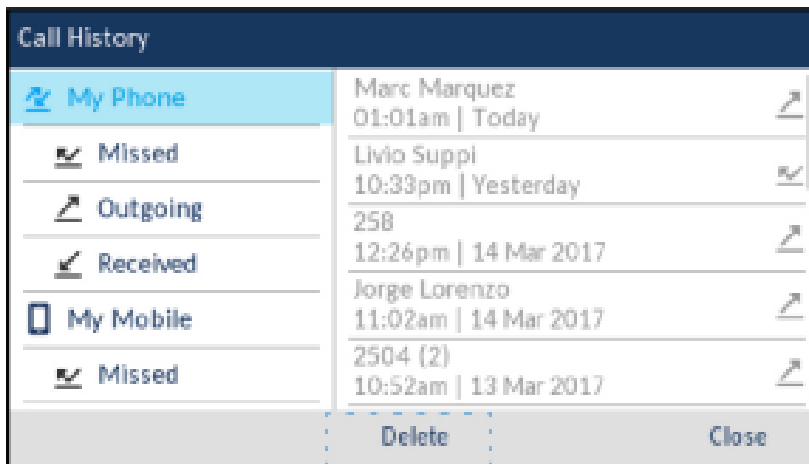 Call History
My Phone
Missed
Outgoing
Received
My Mobile
Missed
Marc Marquez
01:01am | Today
Livio Suppi
10:33pm | Yesterday
258
12:26pm | 14 Mar 2017
Jorge Lorenzo
11:02am | 14 Mar 2017
2504 (2)
10:52am | 13 Mar 2017
Delete
Close